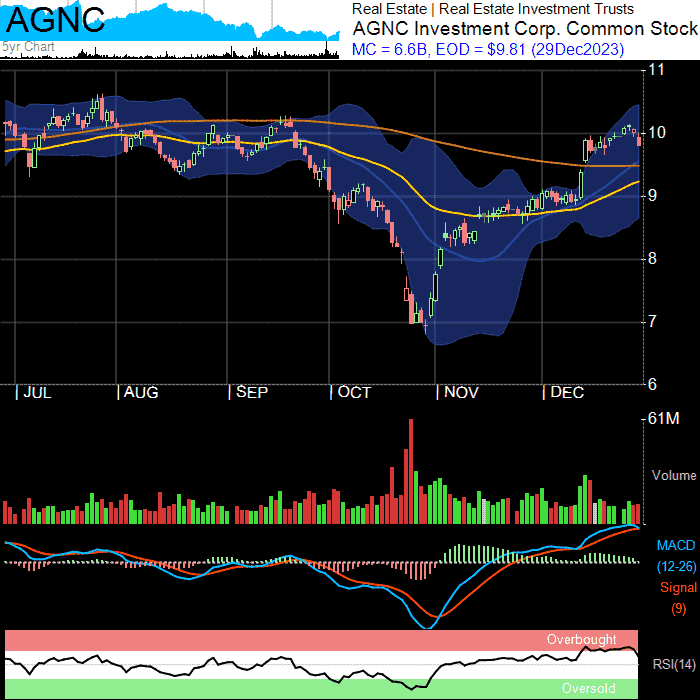 AGNC
5yr Chart
Real Estate | Real Estate Investment Trusts
AGNC Investment Corp. Common Stock
MC = 6.6B, EOD = $9.81 (29Dec2023)
11
10
9
8
7
6
| JUL | AUG | SEP | OCT | NOV | DEC
61M
Volume
MACD
(12-26)
Signal
(9)
Overbought
RSI(14)
Oversold